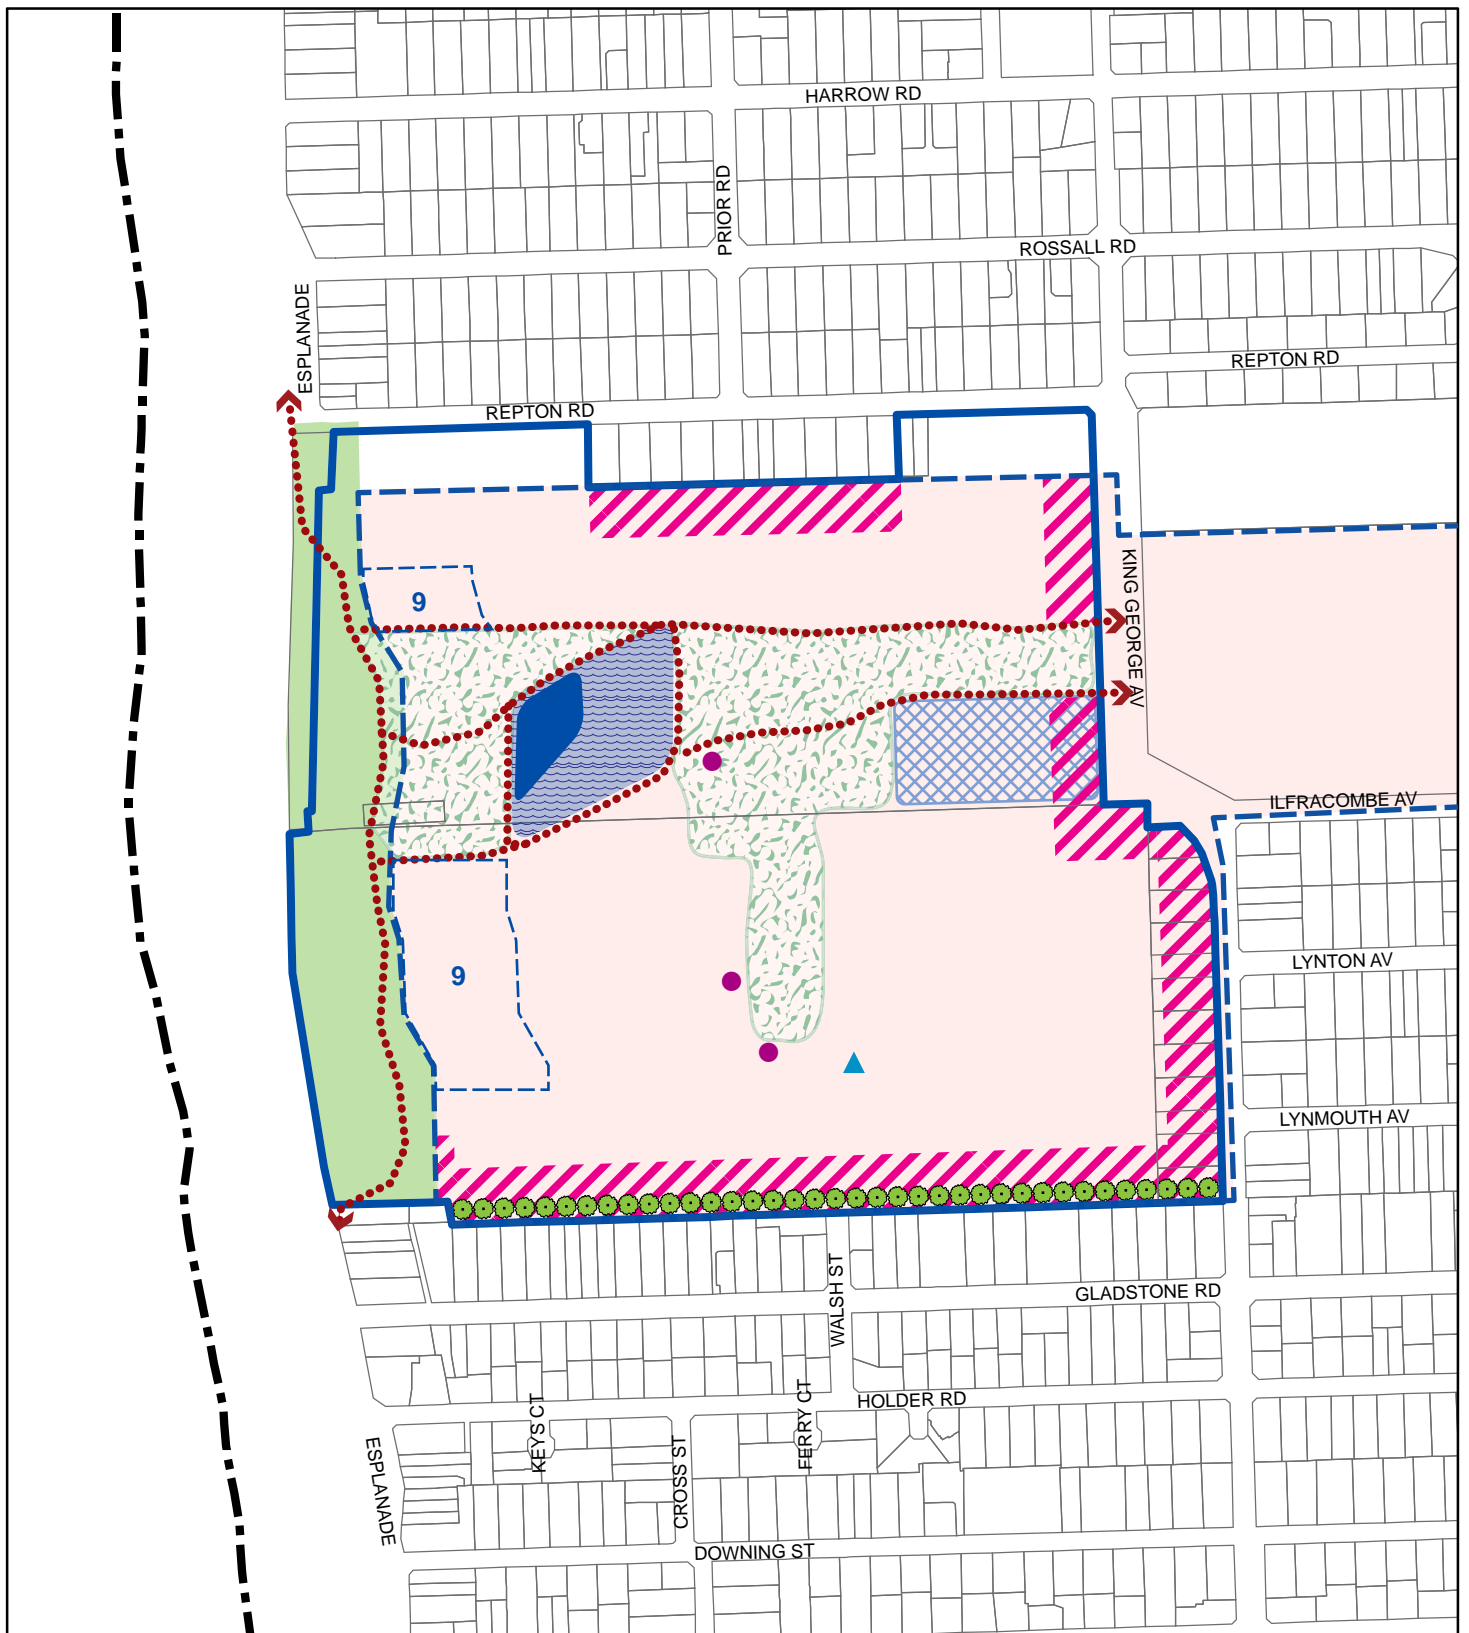 HARROW RD
PRIOR RD
ROSSALL RD
ESPLANADE
REPTON RD
REPTON RD
KING GEORGE AV
9
ILFRACOMBE AV
LYNTON AV
9
LYNMOUTH AV
WALSH ST
GLADSTONE RD
HOLDER RD
KEYS CT
FERRY CT
CROSS ST
ESPLANADE
DOWNING ST